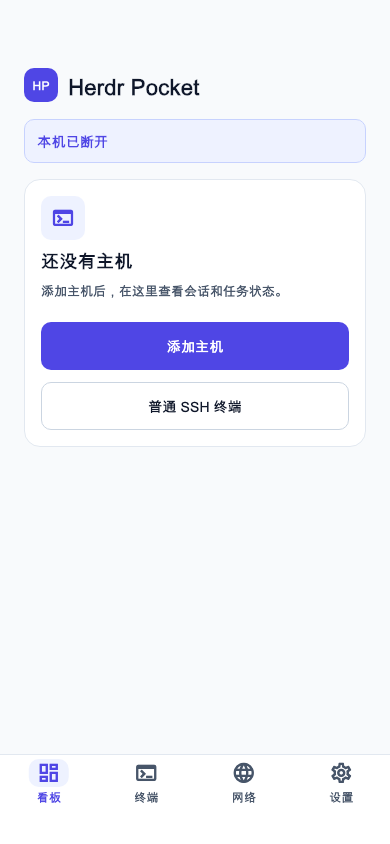 HP
Herdr Pocket
本机已断开
还没有主机
添加主机后，在这里查看会话和任务状态。
添加主机
普通 SSH 终端
看板
终端
网络
设置